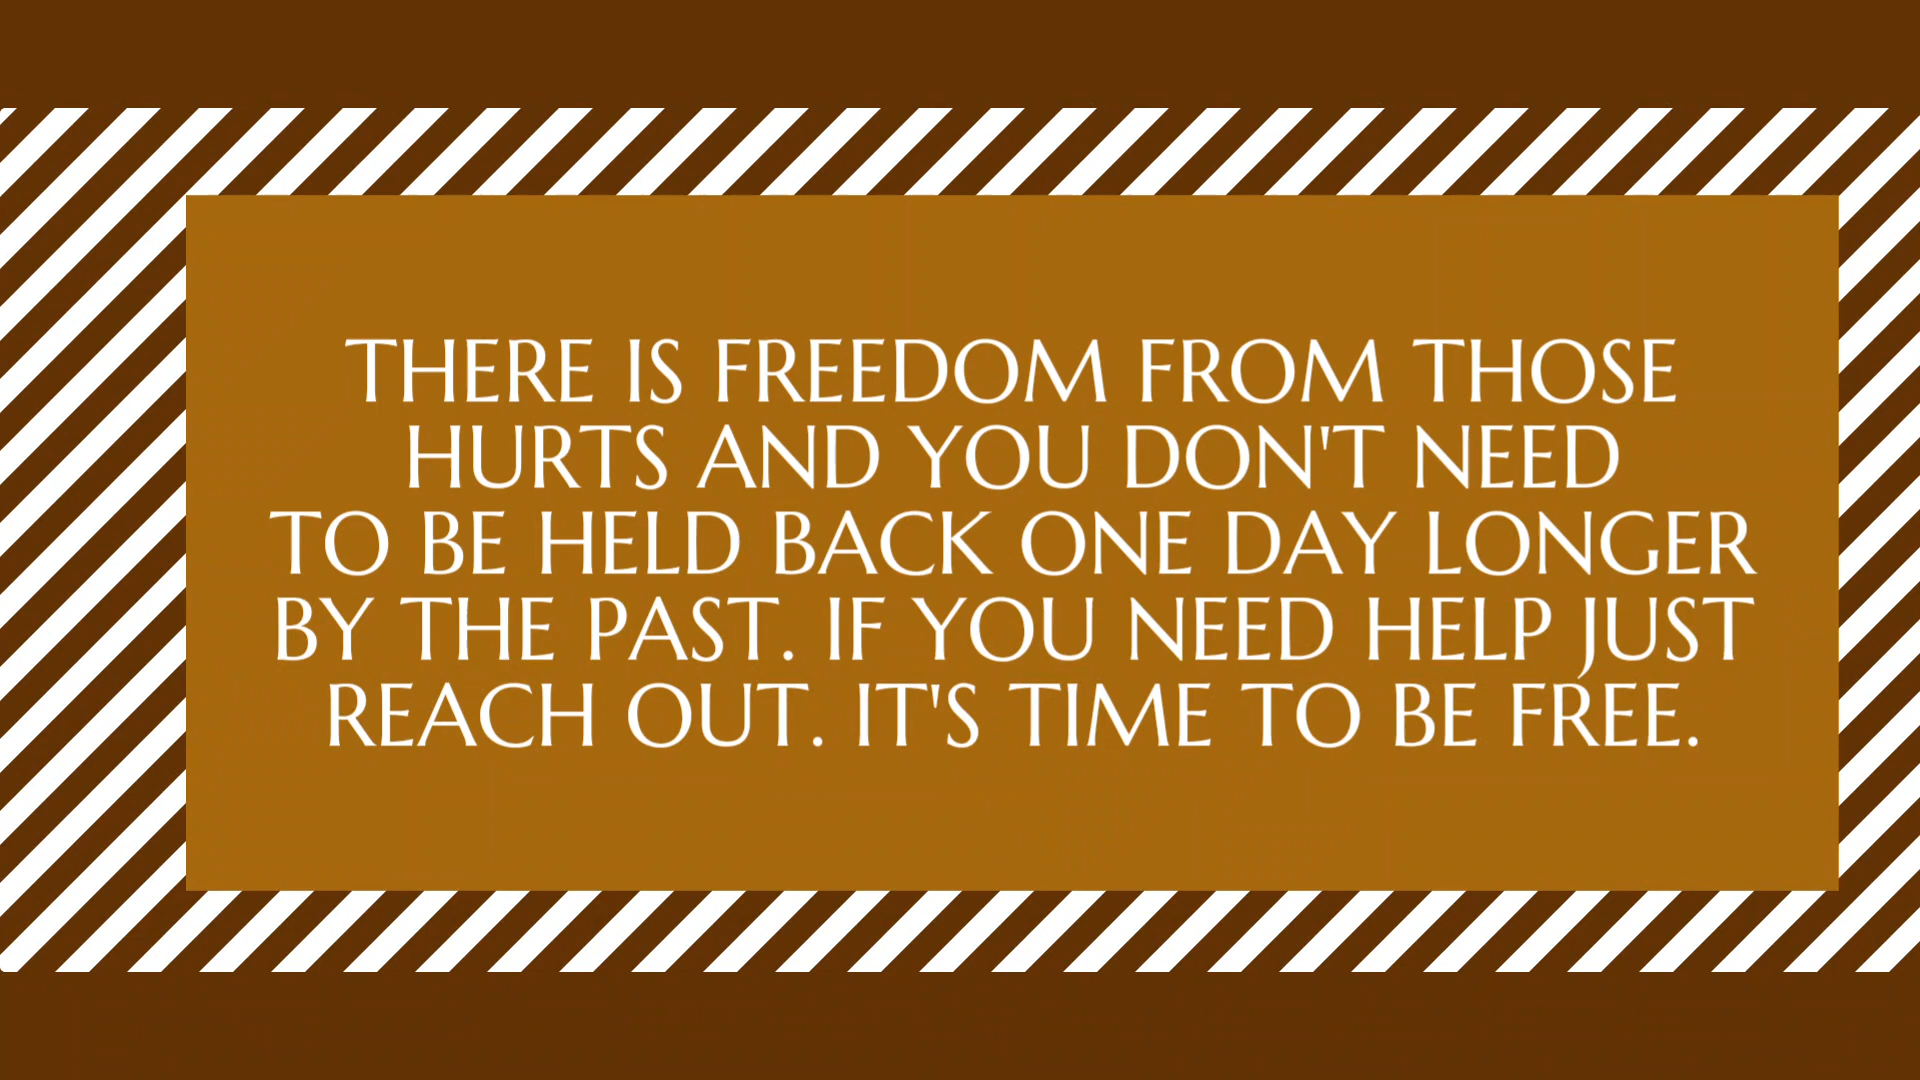 THERE IS FREEDOM FROM THOSE
HURTS AND YOU DON'T NEED
TO BE HELD BACK ONE DAY LONGER
BY THE PAST. IF YOU NEED HELP JUST
REACH OUT. IT'S TIME TO BE FREE.